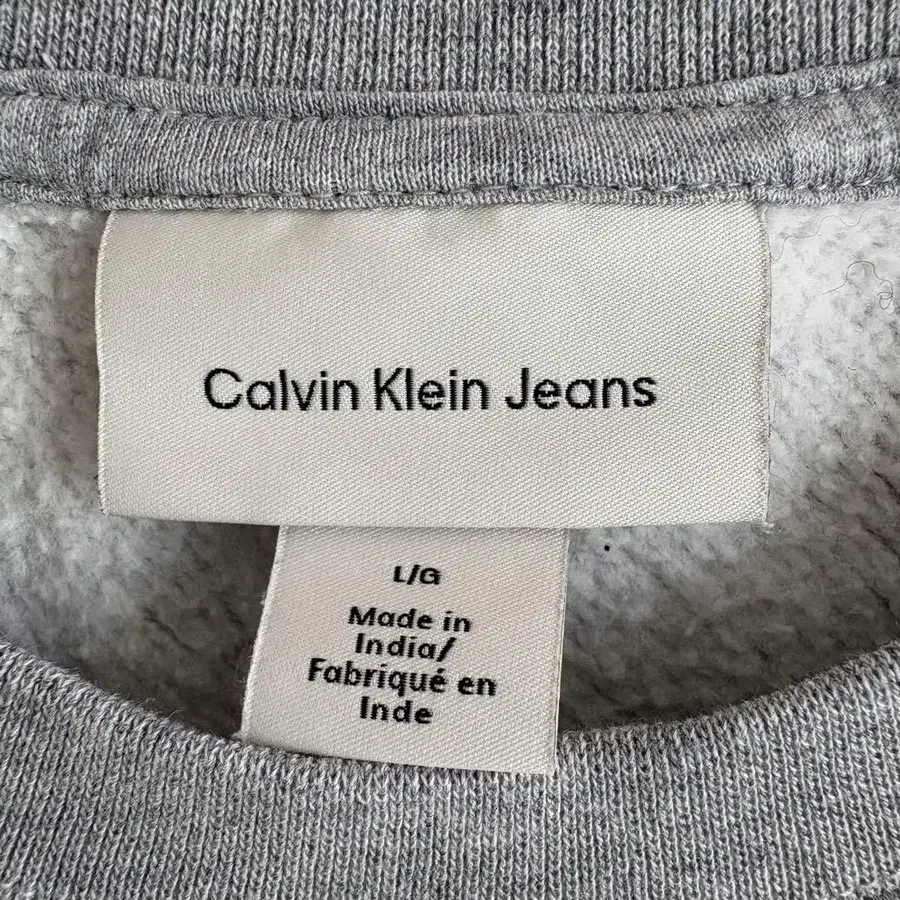 Calvin Klein Jeans
L/G
Made in
India/
Fabriqué en
Inde